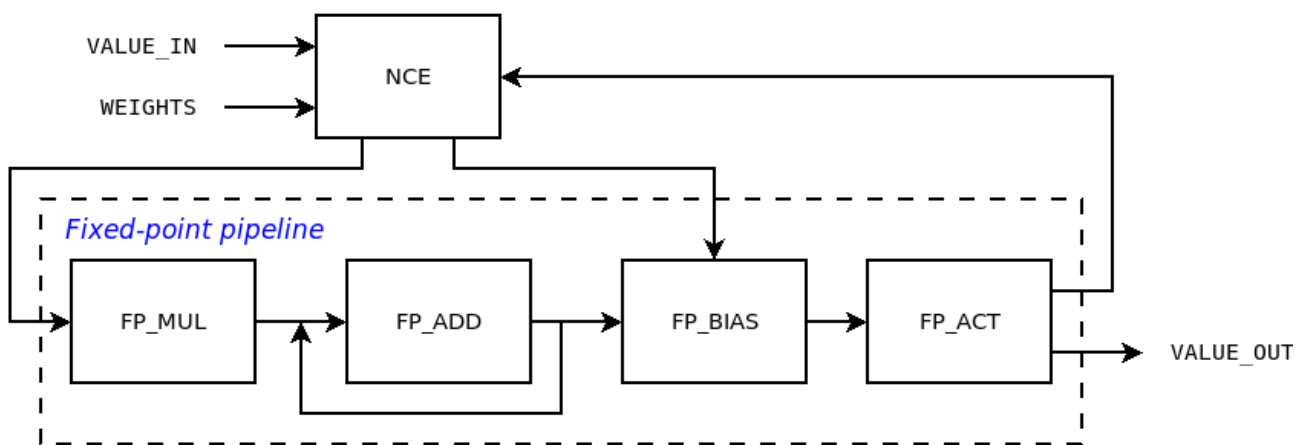 VALUE_IN
NCE
WEIGHTS
Fixed-point pipeline
FP_MUL
FP_ADD
FP_BIAS
FP_ACT
VALUE_OUT